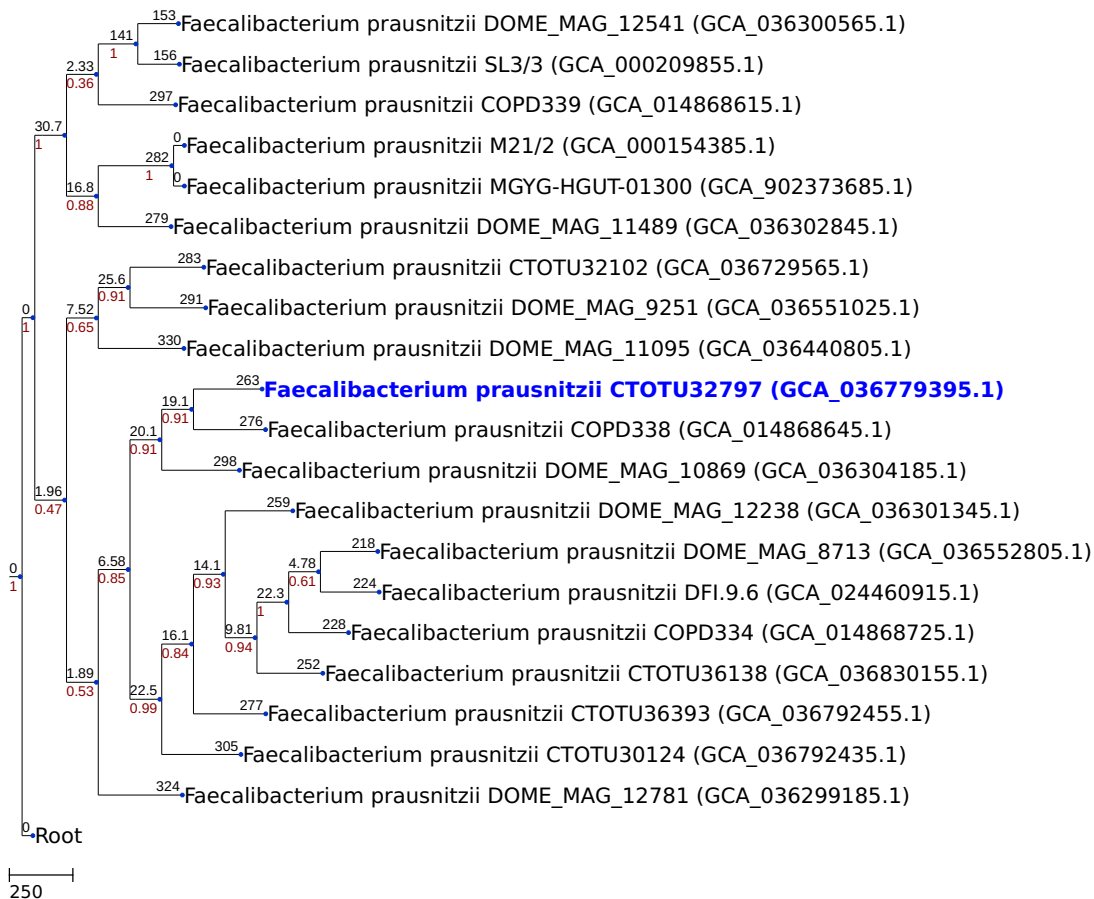 153
Faecalibacterium prausnitzii DOME_MAG_12541 (GCA_036300565.1)
141
1
156
Faecalibacterium prausnitzii SL3/3 (GCA_000209855.1)
2.33
0.36
297
Faecalibacterium prausnitzii COPD339 (GCA_014868615.1)
30.7
1
0
Faecalibacterium prausnitzii M21/2 (GCA_000154385.1)
282
1
0
Faecalibacterium prausnitzii MGYG-HGUT-01300 (GCA_902373685.1)
16.8
0.88
279
Faecalibacterium prausnitzii DOME_MAG_11489 (GCA_036302845.1)
283
Faecalibacterium prausnitzii CTOTU32102 (GCA_036729565.1)
25.6
0.91
291
Faecalibacterium prausnitzii DOME_MAG_9251 (GCA_036551025.1)
0
1
7.52
0.65
330
Faecalibacterium prausnitzii DOME_MAG_11095 (GCA_036440805.1)
263
Faecalibacterium prausnitzii CTOTU32797 (GCA_036779395.1)
19.1
0.91
276
Faecalibacterium prausnitzii COPD338 (GCA_014868645.1)
20.1
0.91
298
Faecalibacterium prausnitzii DOME_MAG_10869 (GCA_036304185.1)
1.96
0.47
259
Faecalibacterium prausnitzii DOME_MAG_12238 (GCA_036301345.1)
218
Faecalibacterium prausnitzii DOME_MAG_8713 (GCA_036552805.1)
0
1
6.58
0.85
14.1
0.93
4.78
0.61
224
Faecalibacterium prausnitzii DFI.9.6 (GCA_024460915.1)
22.3
1
228
Faecalibacterium prausnitzii COPD334 (GCA_014868725.1)
16.1
0.84
9.81
0.94
252
Faecalibacterium prausnitzii CTOTU36138 (GCA_036830155.1)
1.89
0.53
22.5
0.99
277
Faecalibacterium prausnitzii CTOTU36393 (GCA_036792455.1)
305
Faecalibacterium prausnitzii CTOTU30124 (GCA_036792435.1)
324
Faecalibacterium prausnitzii DOME_MAG_12781 (GCA_036299185.1)
0
Root
250